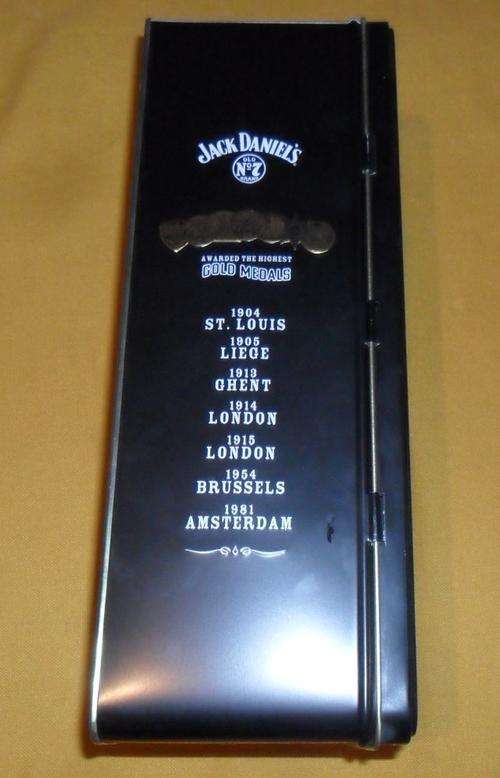 JACK DANIEL'S
OLD
Nº7
BRAND
AWARDED THE HIGHEST
GOLD MEDALS
1904
ST. LOUIS
1905
LIEGE
1913
GHENT
1914
LONDON
1915
LONDON
1954
BRUSSELS
1981
AMSTERDAM